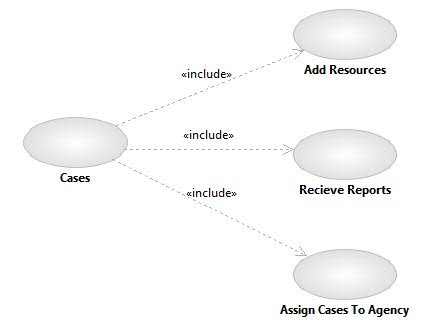 Add Resources
«include»
«include»
Cases
Recieve Reports
«include»
Assign Cases To Agency